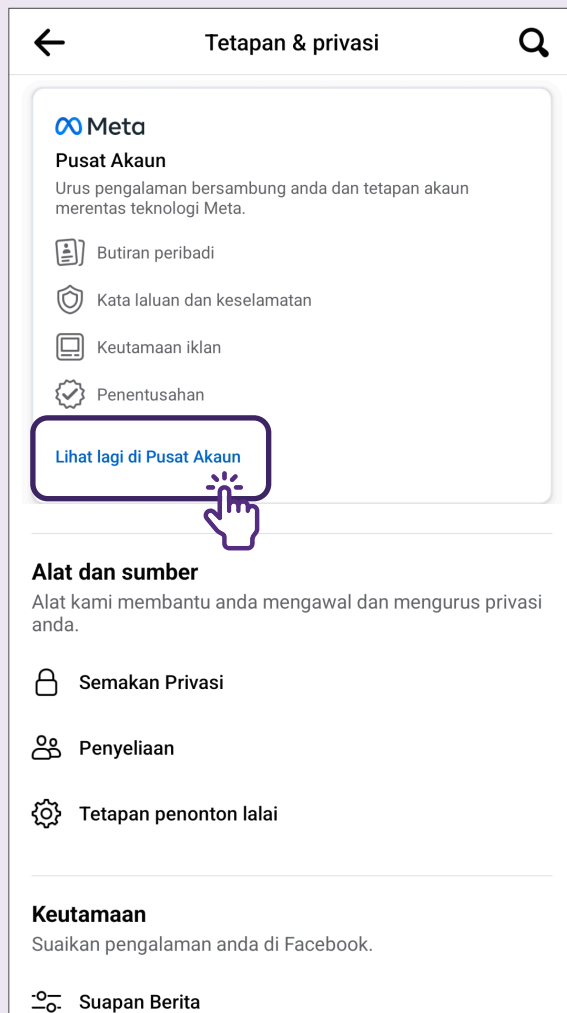 Tetapan & privasi
Meta
Pusat Akaun
Urus pengalaman bersambung anda dan tetapan akaun
merentas teknologi Meta.
Butiran peribadi
Kata laluan dan keselamatan
Keutamaan iklan
Penentusahan
Lihat lagi di Pusat Akaun
Alat dan sumber
Alat kami membantu anda mengawal dan mengurus privasi
anda.
Semakan Privasi
Penyeliaan
Tetapan penonton lalai
Keutamaan
Suaikan pengalaman anda di Facebook.
Suapan Berita